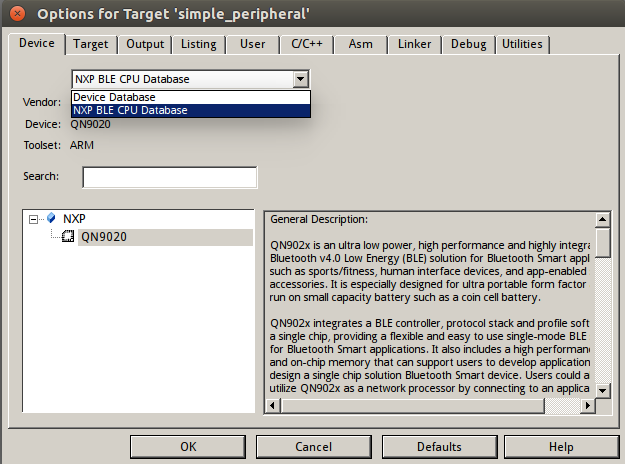 Options for Target 'simple_peripheral'
Device Target Output Listing User C/C++ Asm Linker Debug Utilities
NXP BLE CPU Database
Device Database
NXP BLE CPU Database
Vendor:
Device: QN9020
Toolset: ARM
Search:
NXP
QN9020
General Description:
QN902x is an ultra low power, high performance and highly integra
Bluetooth v4.0 Low Energy (BLE) solution for Bluetooth Smart appl
such as sports/fitness, human interface devices, and app-enabled
accessories. It is especially designed for ultra portable form factor
run on small capacity battery such as a coin cell battery.
QN902x integrates a BLE controller, protocol stack and profile soft
a single chip, providing a flexible and easy to use single-mode BLE
for Bluetooth Smart applications. It also includes a high performanc
and on-chip memory that can support users to develop application
design a single chip solution Bluetooth Smart device. Users could a
utilize QN902x as a network processor by connecting to an applica
OK Cancel Defaults Help